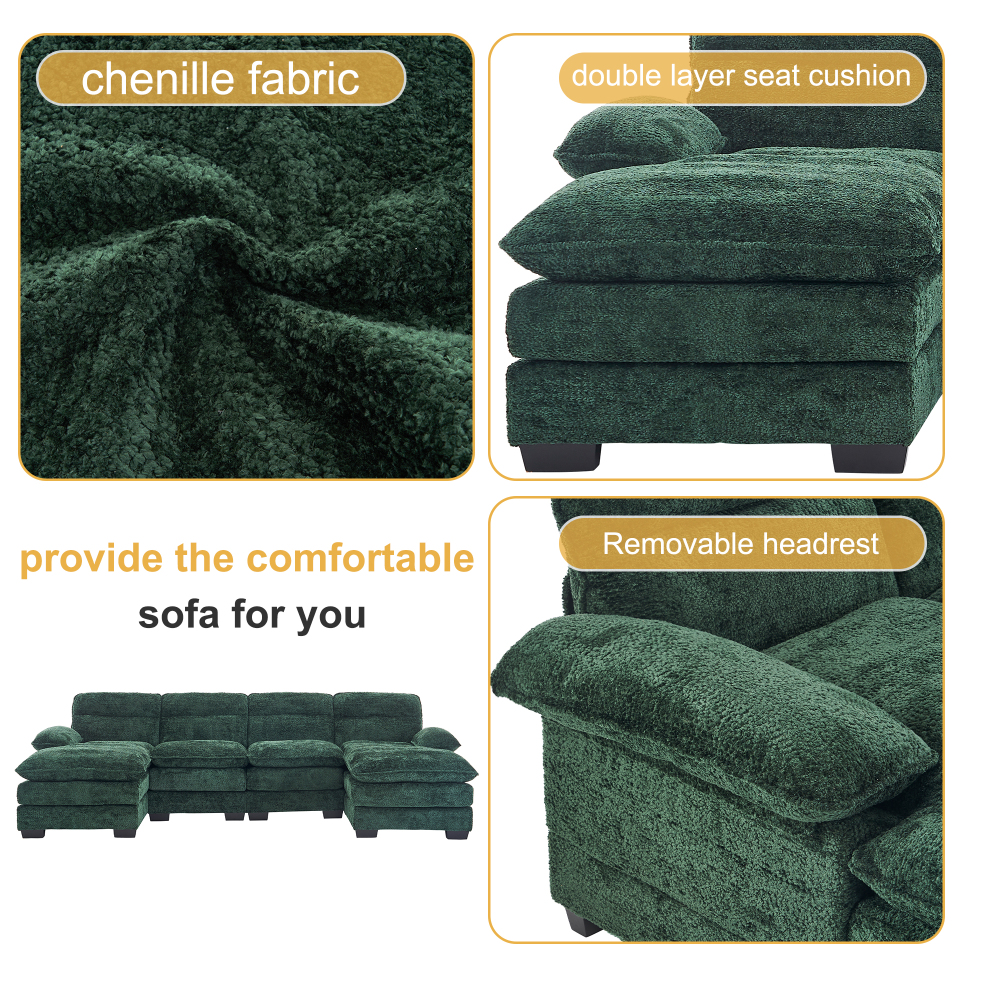 chenille fabric
double layer seat cushion
provide the comfortable
sofa for you
Removable headrest